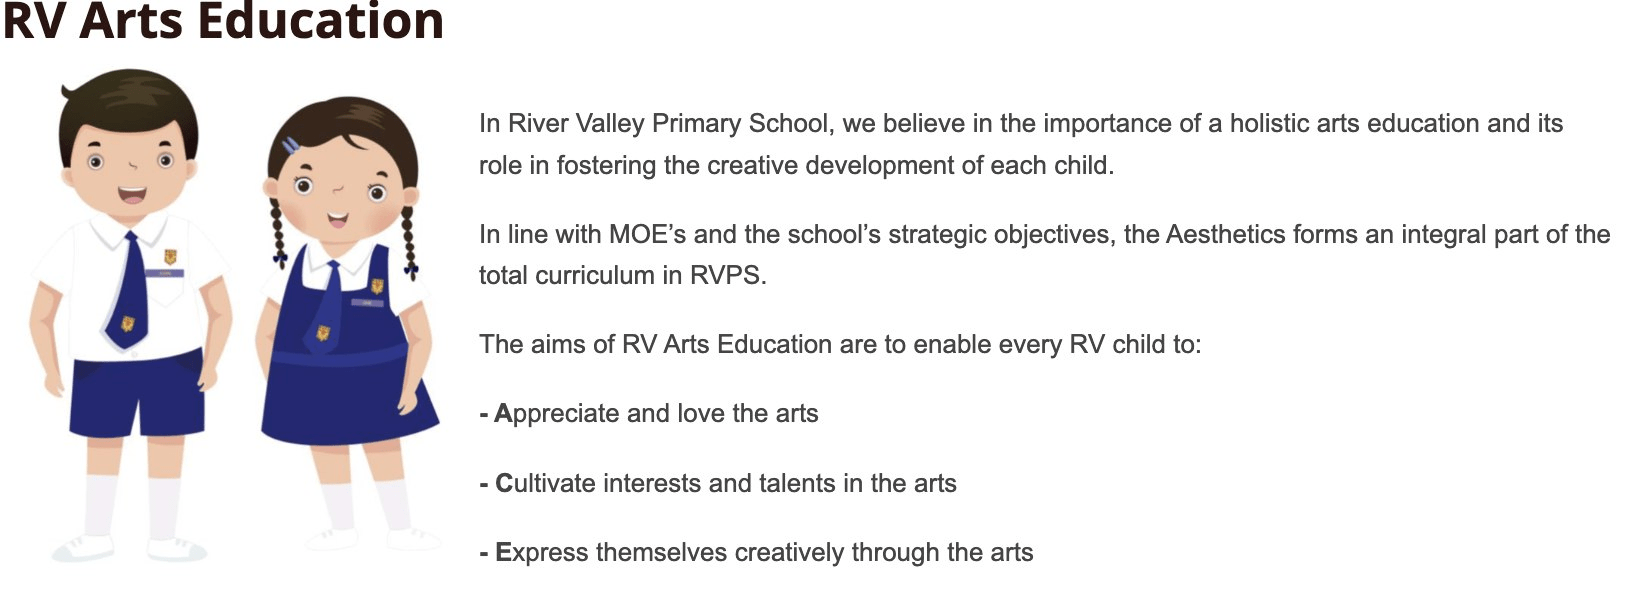 RV Arts Education
In River Valley Primary School, we believe in the importance of a holistic arts education and its
role in fostering the creative development of each child.
In line with MOE’s and the school’s strategic objectives, the Aesthetics forms an integral part of the
total curriculum in RVPS.
The aims of RV Arts Education are to enable every RV child to:
- Appreciate and love the arts
- Cultivate interests and talents in the arts
- Express themselves creatively through the arts